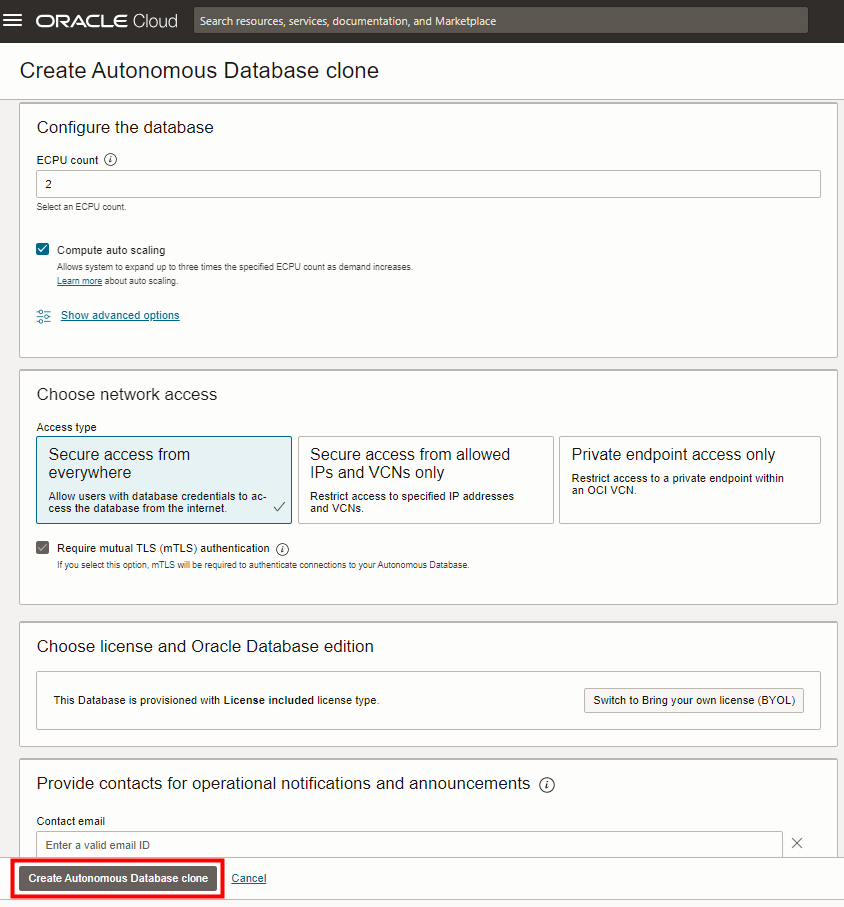 ORACLE Cloud
Search resources, services, documentation, and Marketplace
Create Autonomous Database clone
Configure the database
ECPU count
2
Select an ECPU count.
Compute auto scaling
Allows system to expand up to three times the specified ECPU count as demand increases.
Learn more about auto scaling.
Show advanced options
Choose network access
Access type
Secure access from
everywhere
Allow users with database credentials to ac-
cess the database from the internet.
Secure access from allowed
IPs and VCNs only
Restrict access to specified IP addresses
and VCNs.
Private endpoint access only
Restrict access to a private endpoint within
an OCI VCN.
Require mutual TLS (mTLS) authentication
If you select this option, mTLS will be required to authenticate connections to your Autonomous Database.
Choose license and Oracle Database edition
This Database is provisioned with License included license type.
Switch to Bring your own license (BYOL)
Provide contacts for operational notifications and announcements
Contact email
Enter a valid email ID
Create Autonomous Database clone
Cancel